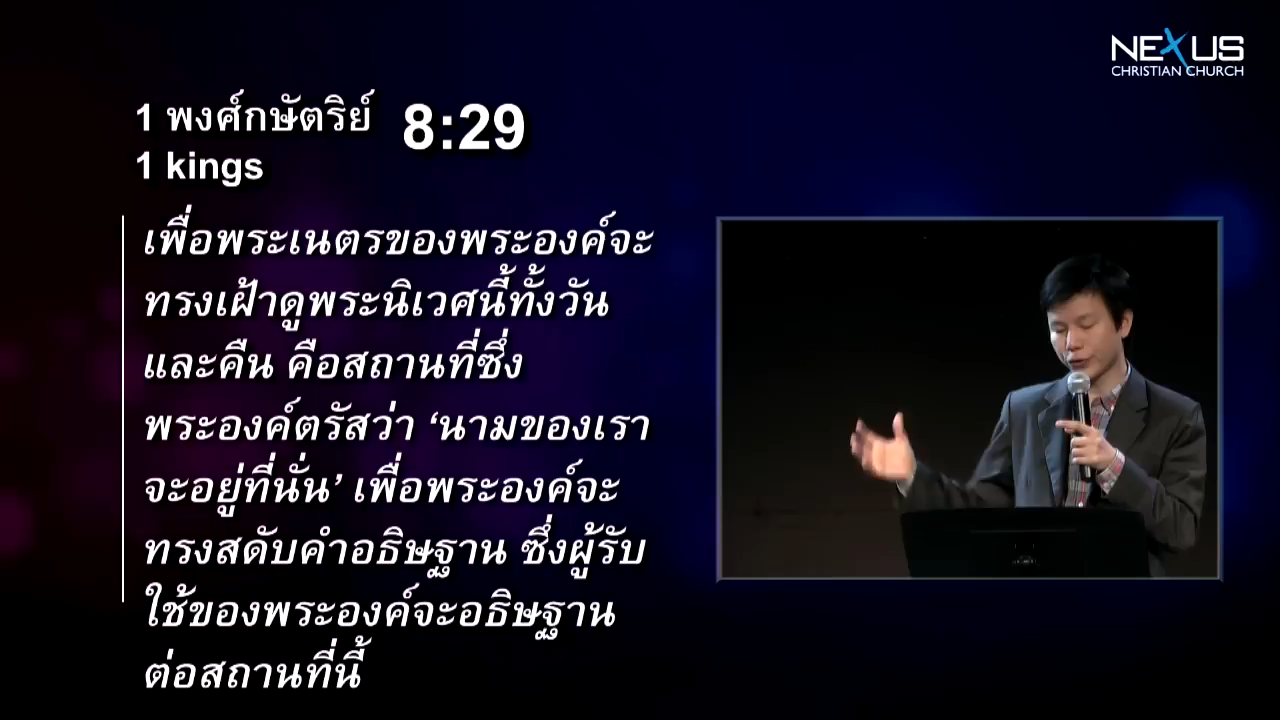 NEXUS
CHRISTIAN CHURCH
1 พงศ์กษัตริย์ 8:29
1 kings
เพื่อพระเนตรของพระองค์จะ
ทรงเฝ้าดูพระนิเวศนี้ทั้งวัน
และคืน คือสถานที่ซึ่ง
พระองค์ตรัสว่า ‘นามของเรา
จะอยู่ที่นั่น’ เพื่อพระองค์จะ
ทรงสดับคำอธิษฐาน ซึ่งผู้รับ
ใช้ของพระองค์จะอธิษฐาน
ต่อสถานที่นี้